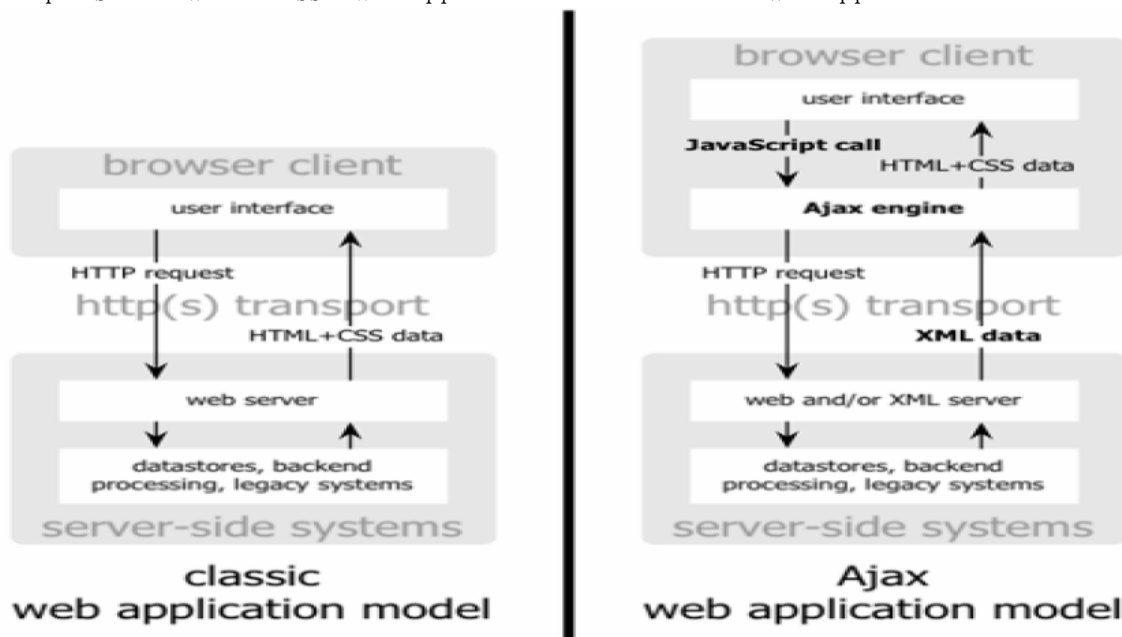 browser client
user interface
HTTP request
http(s) transport
HTML+CSS data
web server
datastores, backend
processing, legacy systems
server-side systems
classic
web application model
browser client
user interface
JavaScript call
HTML+CSS data
Ajax engine
HTTP request
http(s) transport
XML data
web and/or XML server
datastores, backend
processing, legacy systems
server-side systems
Ajax
web application model